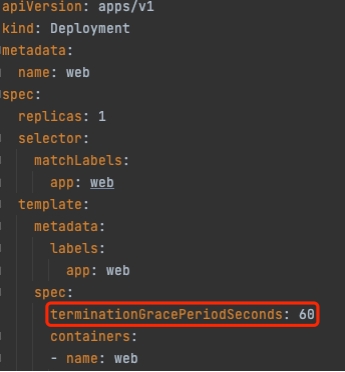 apiVersion: apps/v1
kind: Deployment
metadata:
  name: web
spec:
  replicas: 1
  selector:
    matchLabels:
      app: web
  template:
    metadata:
      labels:
        app: web
    spec:
      terminationGracePeriodSeconds: 60
      containers:
      - name: web